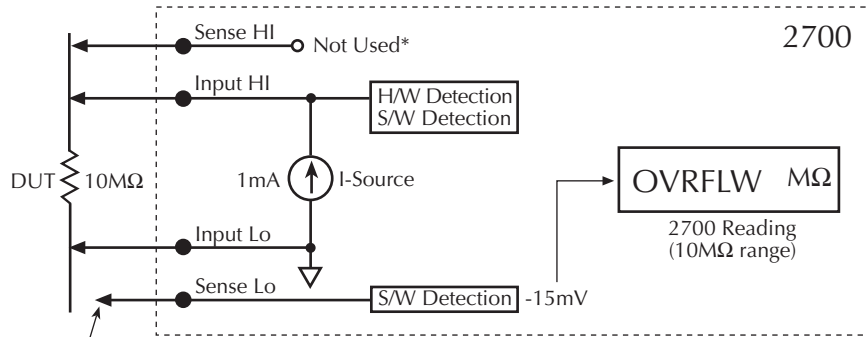 2700
Sense HI
Not Used*
Input HI
H/W Detection
S/W Detection
DUT
10MΩ
1mA
I-Source
OVRFLW MΩ
2700 Reading
(10MΩ range)
Input Lo
Sense Lo
S/W Detection
-15mV